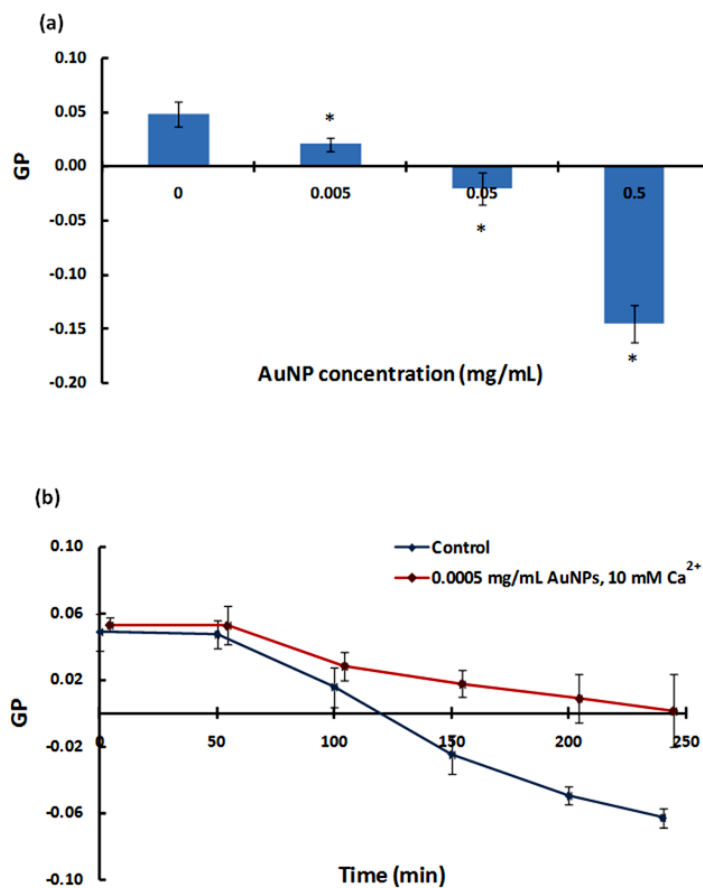 (a)
0.10
0.05
0.00
-0.05
-0.10
-0.15
-0.20
GP
0 0.005 0.05 0.5
*
*
*
AuNP concentration (mg/mL)
(b)
0.10
0.06
0.02
-0.02
-0.06
-0.10
GP
Control
0.0005 mg/mL AuNPs, 10 mM Ca²⁺
0 50 100 150 200 250
Time (min)